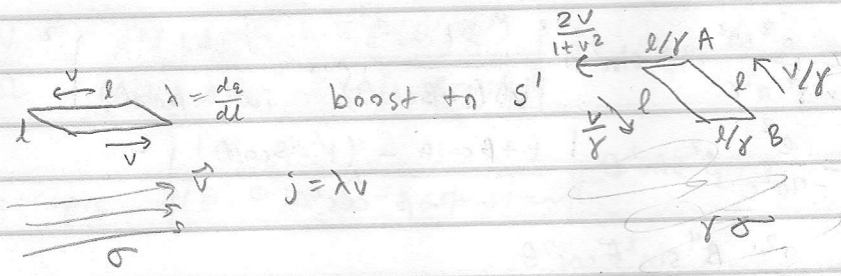 2v/(1+v²) l/γ A
v l λ = dq/dl boost to S' l v/γ
l v v/γ l l/γ B
v⃗ j = λv
σ γσ